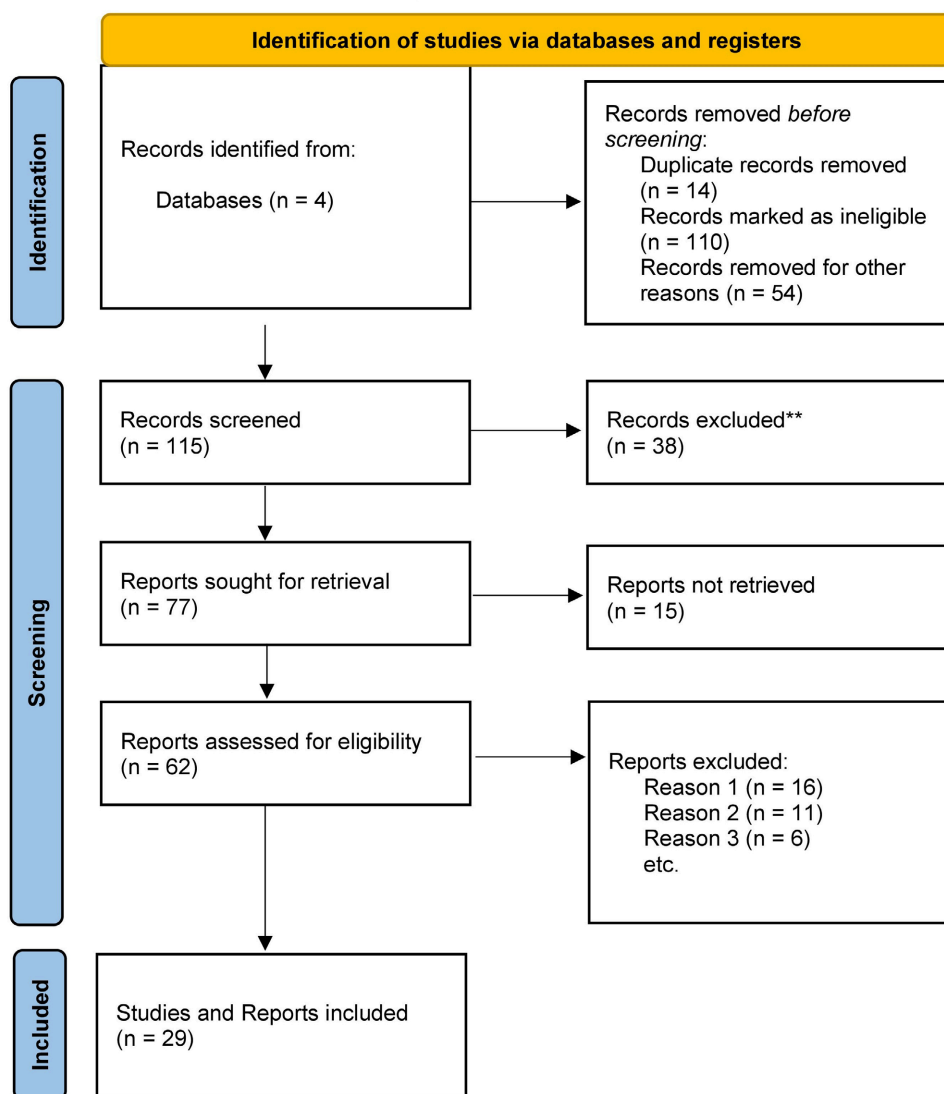 Identification of studies via databases and registers
Identification
Records identified from:
Databases (n = 4)
Records removed before
screening:
Duplicate records removed
(n = 14)
Records marked as ineligible
(n = 110)
Records removed for other
reasons (n = 54)
Screening
Records screened
(n = 115)
Records excluded**
(n = 38)
Reports sought for retrieval
(n = 77)
Reports not retrieved
(n = 15)
Reports assessed for eligibility
(n = 62)
Reports excluded:
Reason 1 (n = 16)
Reason 2 (n = 11)
Reason 3 (n = 6)
etc.
Included
Studies and Reports included
(n = 29)